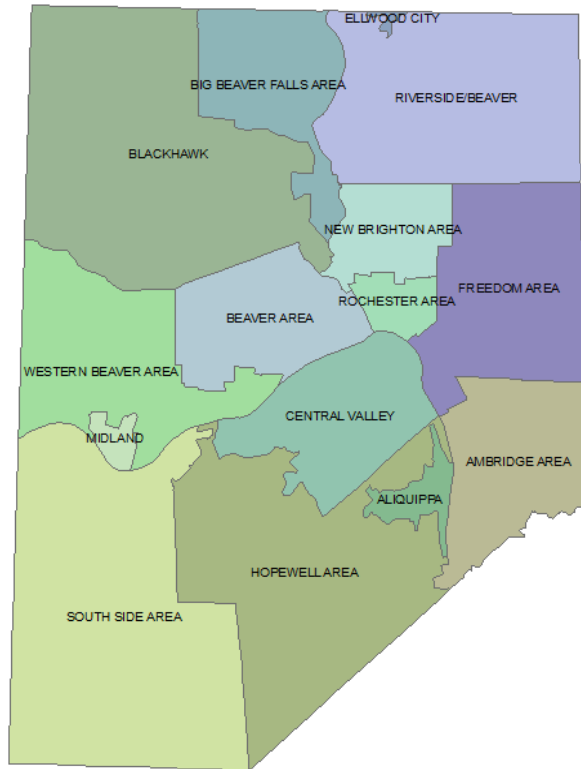 ELLWOOD CITY
BIG BEAVER FALLS AREA
RIVERSIDE/BEAVER
BLACKHAWK
NEW BRIGHTON AREA
FREEDOM AREA
ROCHESTER AREA
BEAVER AREA
WESTERN BEAVER AREA
CENTRAL VALLEY
MIDLAND
AMBRIDGE AREA
ALIQUIPPA
HOPEWELL AREA
SOUTH SIDE AREA